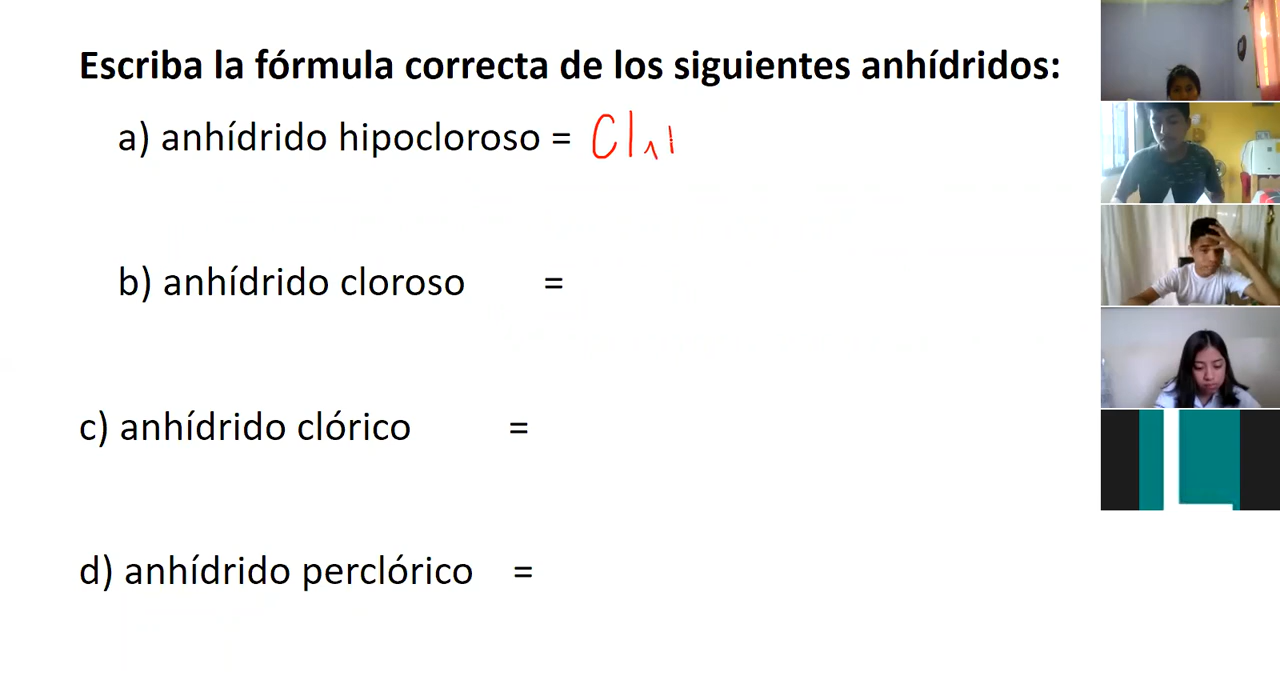 Escriba la fórmula correcta de los siguientes anhídridos:
a) anhídrido hipocloroso = Cl
b) anhídrido cloroso =
c) anhídrido clórico =
d) anhídrido perclórico =
L